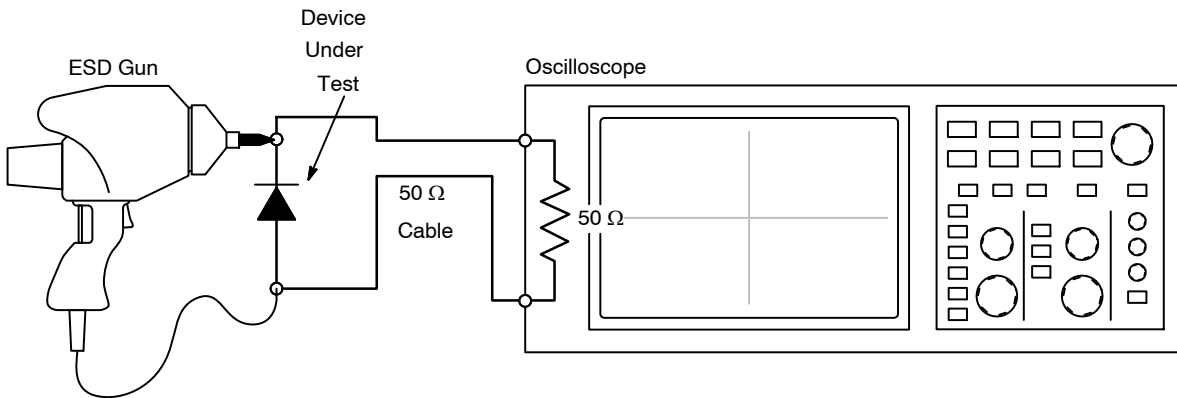 Device
Under
Test
ESD Gun
Oscilloscope
50 Ω
Cable
50 Ω